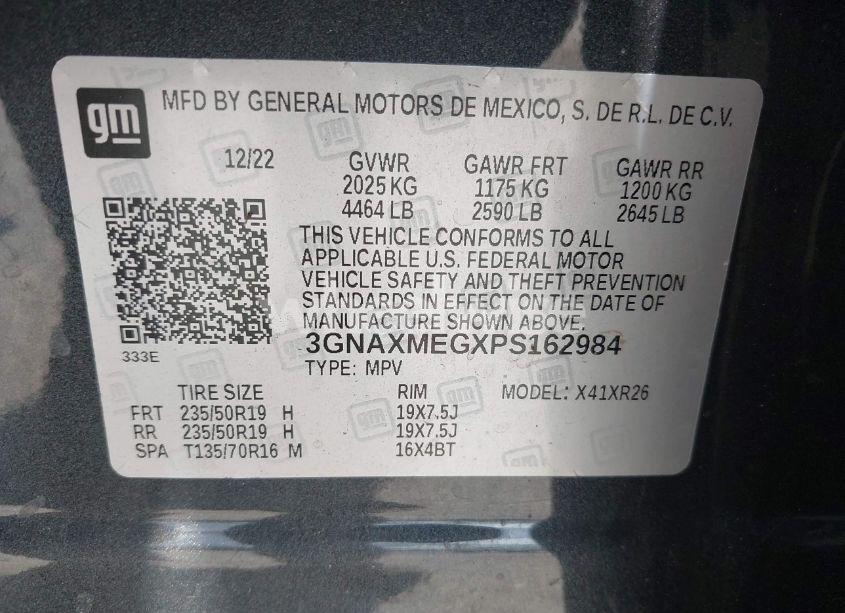 gm
MFD BY GENERAL MOTORS DE MEXICO, S. DE R.L. DE C.V.
12/22 GVWR GAWR FRT GAWR RR
2025 KG 1175 KG 1200 KG
4464 LB 2590 LB 2645 LB
THIS VEHICLE CONFORMS TO ALL
APPLICABLE U.S. FEDERAL MOTOR
VEHICLE SAFETY AND THEFT PREVENTION
STANDARDS IN EFFECT ON THE DATE OF
MANUFACTURE SHOWN ABOVE.
3GNAXMEGXPS162984
333E
TYPE: MPV
TIRE SIZE RIM MODEL: X41XR26
FRT 235/50R19 H 19X7.5J
RR 235/50R19 H 19X7.5J
SPA T135/70R16 M 16X4BT